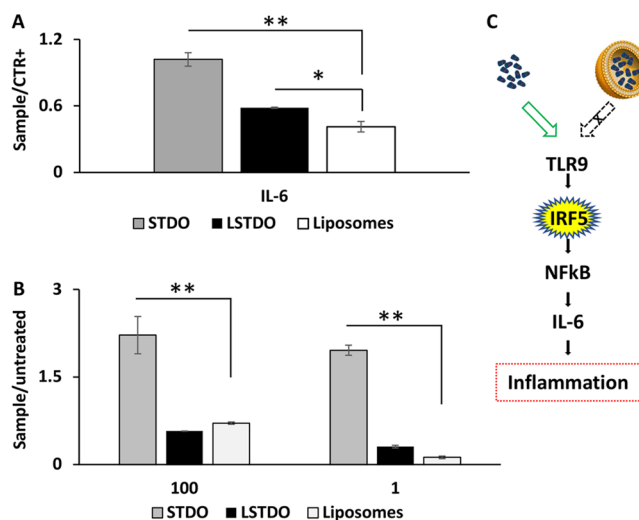 A
Sample/CTR+
1.2
0.6
0
**
*
IL-6
STDO LSTDO Liposomes
B
Sample/untreated
3
1.5
0
**
**
100 1
STDO LSTDO Liposomes
C
TLR9
IRF5
NFkB
IL-6
Inflammation